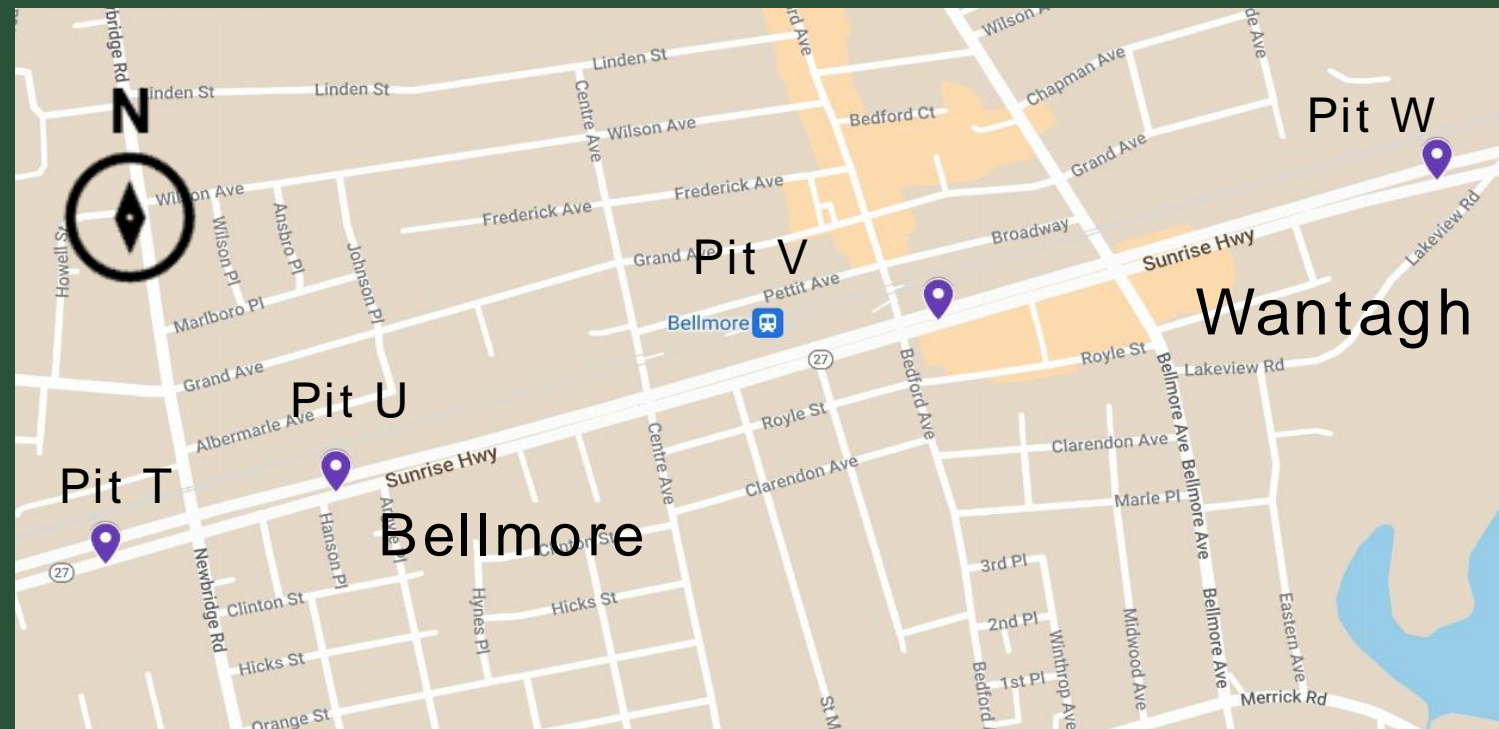 Wilson
Linden St
Linden St
Linden St
Centre Ave
Wilson Ave
Bedford Ct
Chapman Ave
Pit W
N
Wilson Ave
Wilson Pl
Ansbro Pl
Johnson Pl
Howell St
Frederick Ave
Frederick Ave
Grand Ave
Grand Ave
Pit V
Pettit Ave
Broadway
Sunrise Hwy
Lakeview Rd
Wantagh
Marlboro Pl
Bellmore
27
Grand Ave
Pit U
Albermarle Ave
Royle St
Lakeview Rd
Bellmore Ave
Bedford Ave
Royle St
Clarendon Ave
Clarendon Ave
Centre Ave
Sunrise Hwy
Pit T
Bellmore
Hanson Pl
Clinton St
Marle Pl
Bellmore Ave
27
Newbridge Rd
Clinton St
Hynes Pl
Hicks St
3rd Pl
2nd Pl
1st Pl
Winthrop Ave
Midwood Ave
Bellmore Ave
Eastern Ave
Hicks St
Orange St
Bedford
St M
Merrick Rd